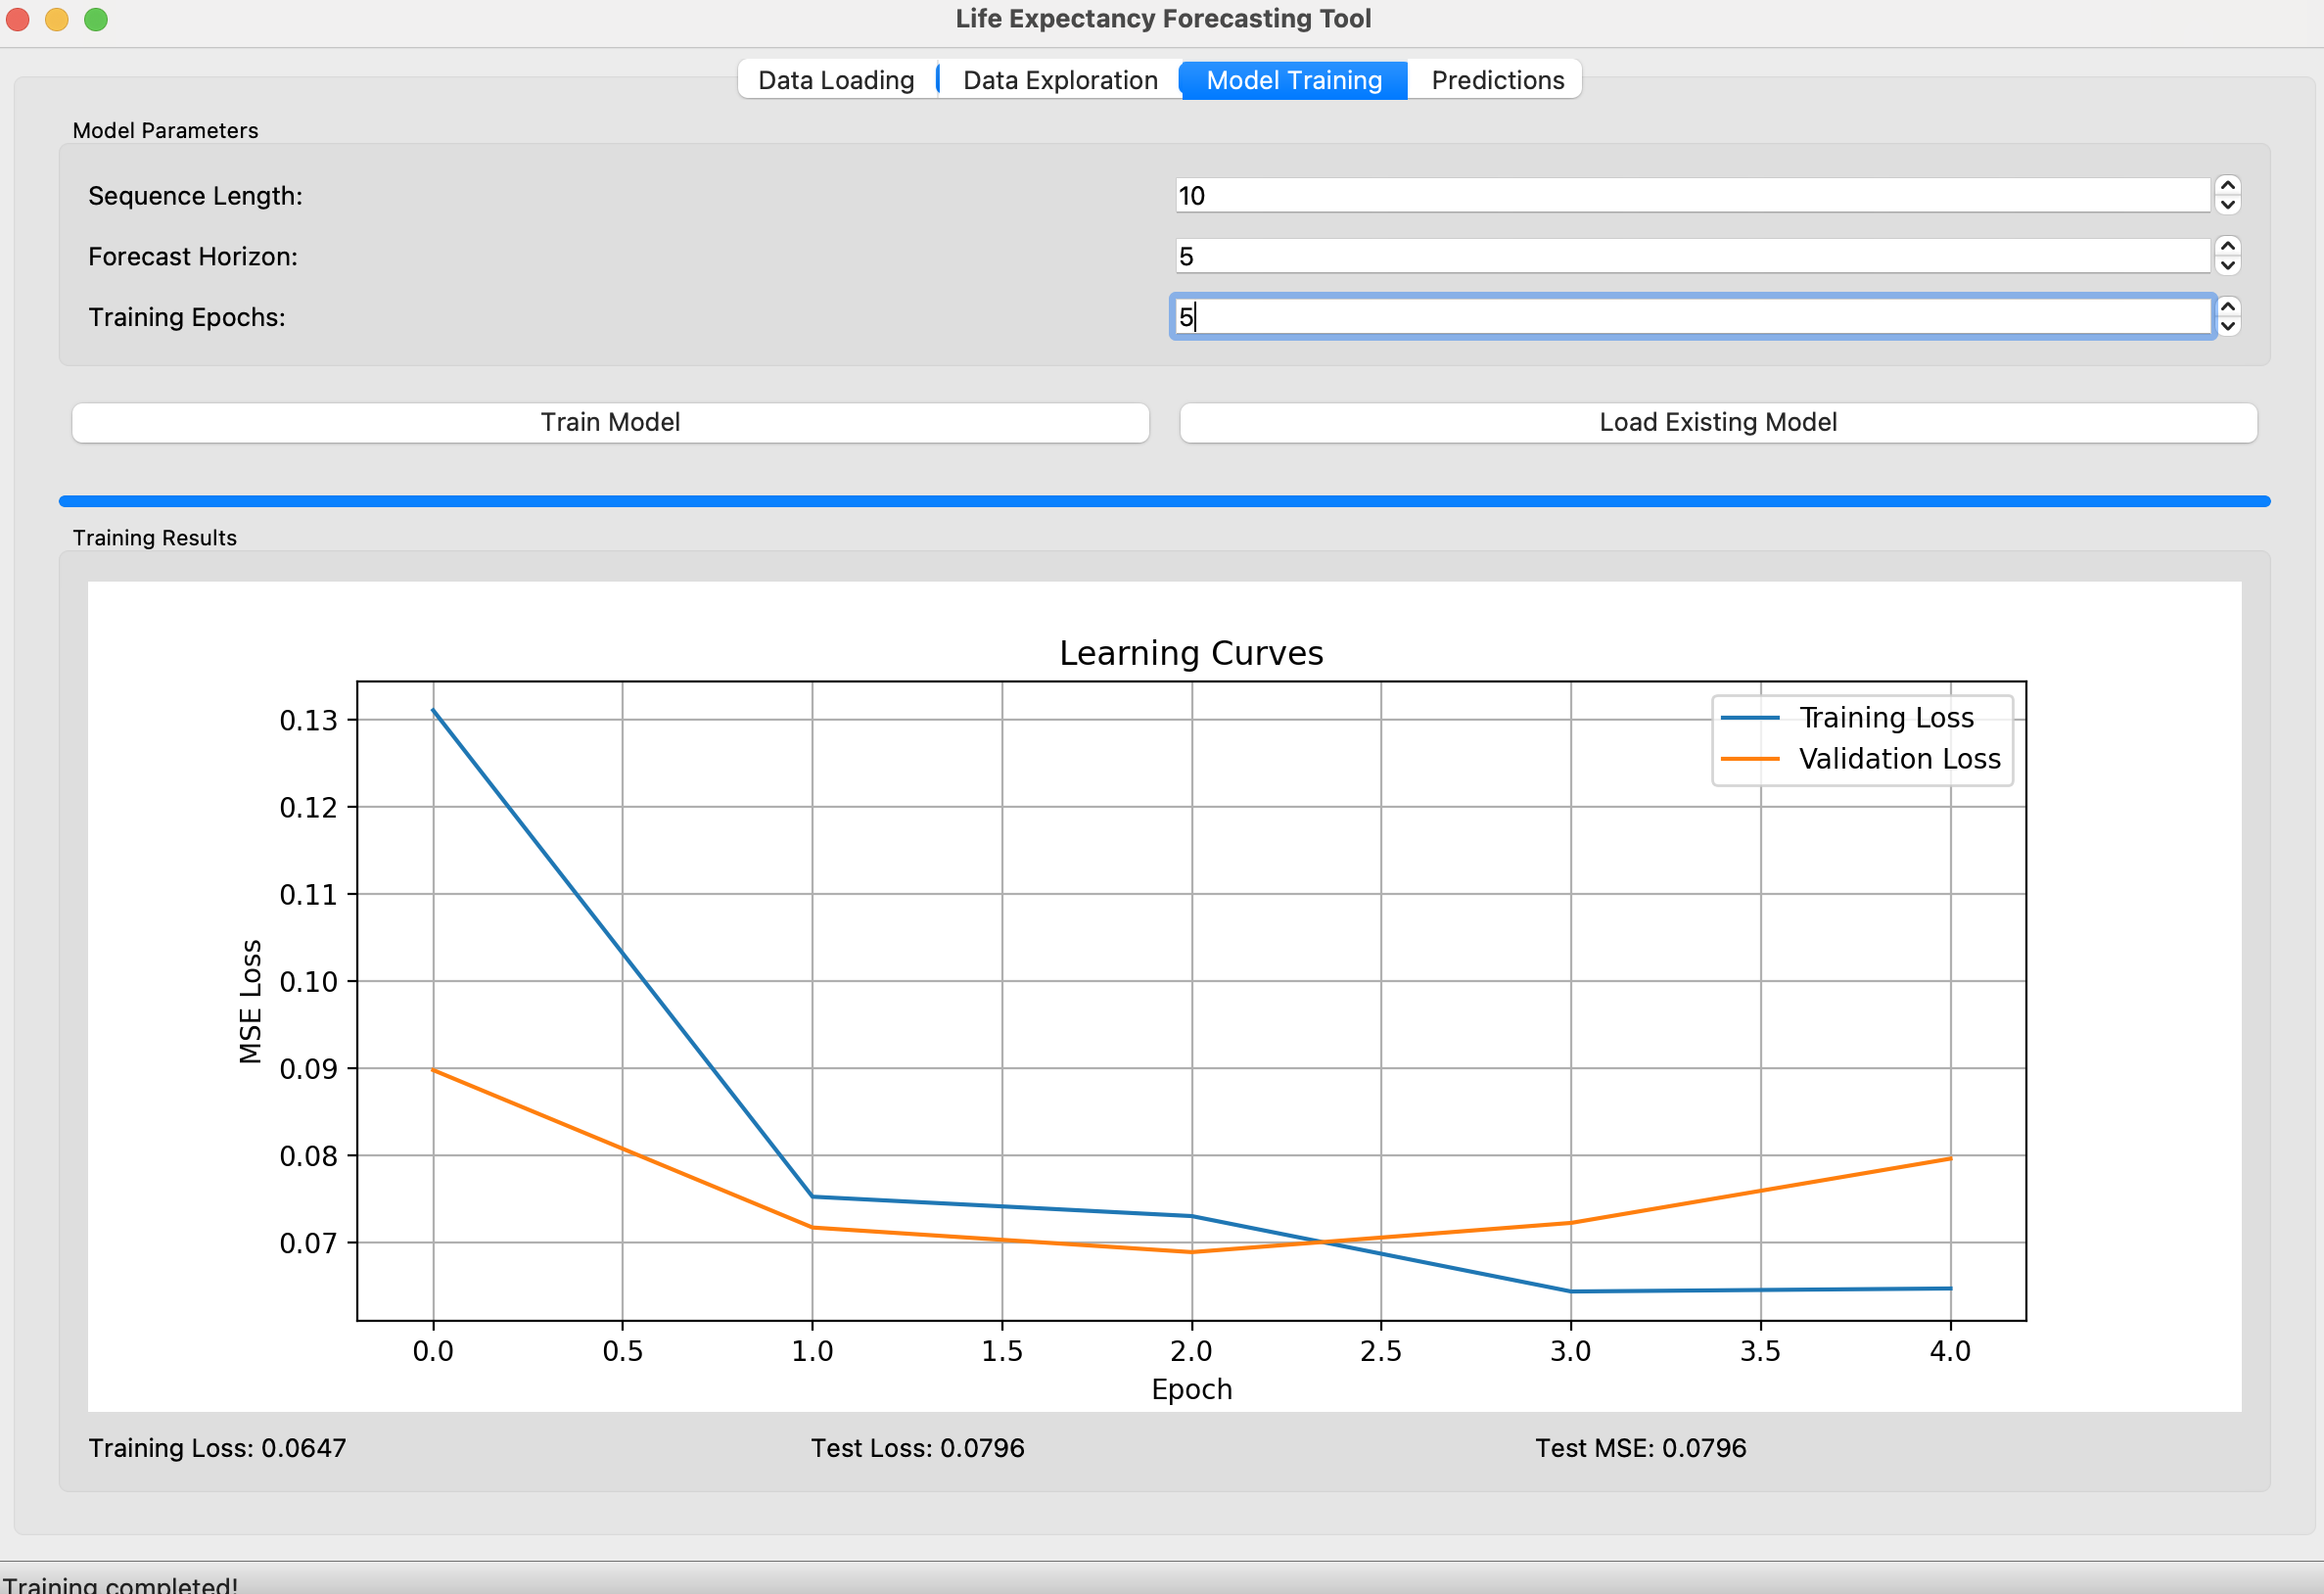 Life Expectancy Forecasting Tool
Data Loading Data Exploration Model Training Predictions
Model Parameters
Sequence Length: 10
Forecast Horizon: 5
Training Epochs: 5
Train Model Load Existing Model
Training Results
Learning Curves
Training Loss
Validation Loss
0.13
0.12
0.11
0.10
0.09
0.08
0.07
MSE Loss
0.0 0.5 1.0 1.5 2.0 2.5 3.0 3.5 4.0
Epoch
Training Loss: 0.0647 Test Loss: 0.0796 Test MSE: 0.0796
Training completed!